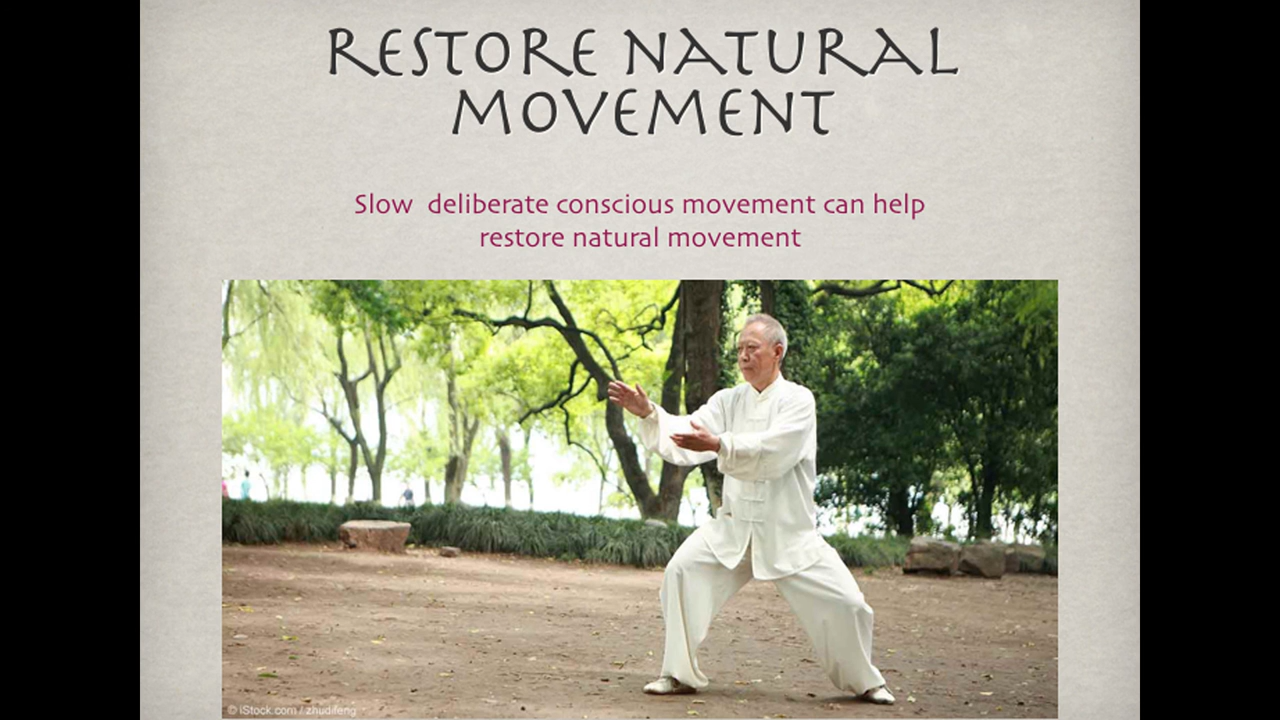 RESTORE NATURAL
MOVEMENT
Slow  deliberate conscious movement can help
restore natural movement
© iStock.com / zhudifeng